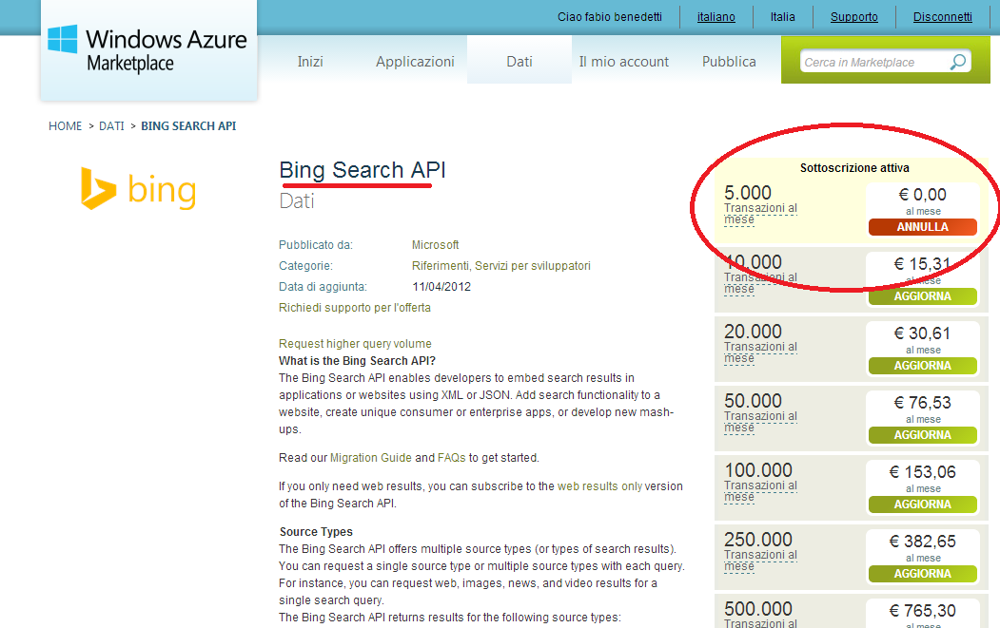 Ciao fabio benedetti italiano Italia Supporto Disconnetti
Windows Azure
Marketplace
Inizi Applicazioni Dati Il mio account Pubblica Cerca in Marketplace
HOME > DATI > BING SEARCH API
bing
Bing Search API
Dati
Pubblicato da: Microsoft
Categorie: Riferimenti, Servizi per sviluppatori
Data di aggiunta: 11/04/2012
Richiedi supporto per l'offerta
Request higher query volume
What is the Bing Search API?
The Bing Search API enables developers to embed search results in
applications or websites using XML or JSON. Add search functionality to a
website, create unique consumer or enterprise apps, or develop new mash-
ups.
Read our Migration Guide and FAQs to get started.
If you only need web results, you can subscribe to the web results only version
of the Bing Search API.
Source Types
The Bing Search API offers multiple source types (or types of search results).
You can request a single source type or multiple source types with each query.
For instance, you can request web, images, news, and video results for a
single search query.
The Bing Search API returns results for the following source types:
Sottoscrizione attiva
5.000
Transazioni al
mese
€ 0,00
al mese
ANNULLA
10.000
Transazioni al
mese
€ 15,31
al mese
AGGIORNA
20.000
Transazioni al
mese
€ 30,61
al mese
AGGIORNA
50.000
Transazioni al
mese
€ 76,53
al mese
AGGIORNA
100.000
Transazioni al
mese
€ 153,06
al mese
AGGIORNA
250.000
Transazioni al
mese
€ 382,65
al mese
AGGIORNA
500.000
Transazioni al
€ 765,30
al mese